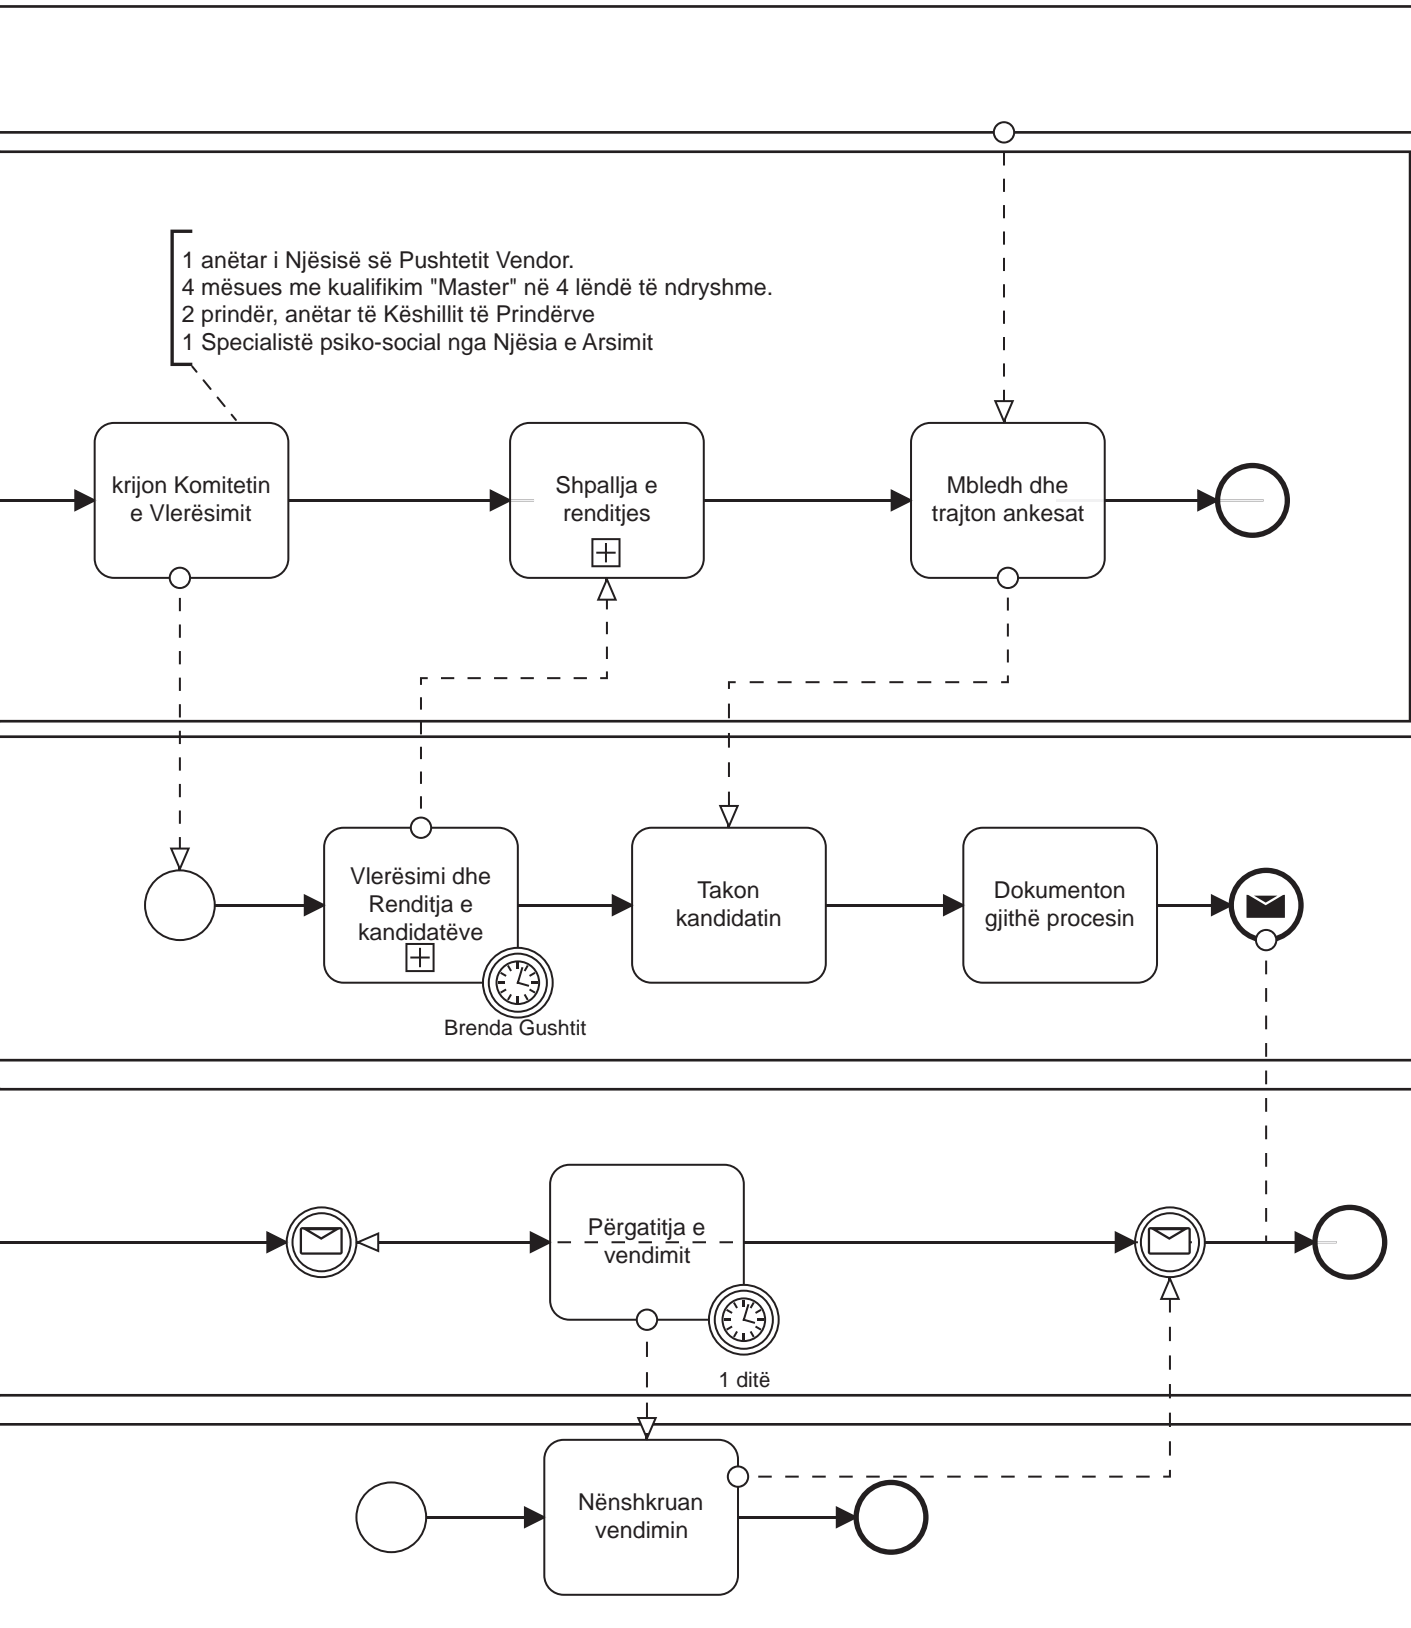 1 anëtar i Njësisë së Pushtetit Vendor.
4 mësues me kualifikim "Master" në 4 lëndë të ndryshme.
2 prindër, anëtar të Këshillit të Prindërve
1 Specialistë psiko-social nga Njësia e Arsimit
krijon Komitetin
e Vlerësimit
Shpallja e
renditjes
Mbledh dhe
trajton ankesat
Vlerësimi dhe
Renditja e
kandidatëve
Brenda Gushtit
Takon
kandidatin
Dokumenton
gjithë procesin
Përgatitja e
vendimit
1 ditë
Nënshkruan
vendimin